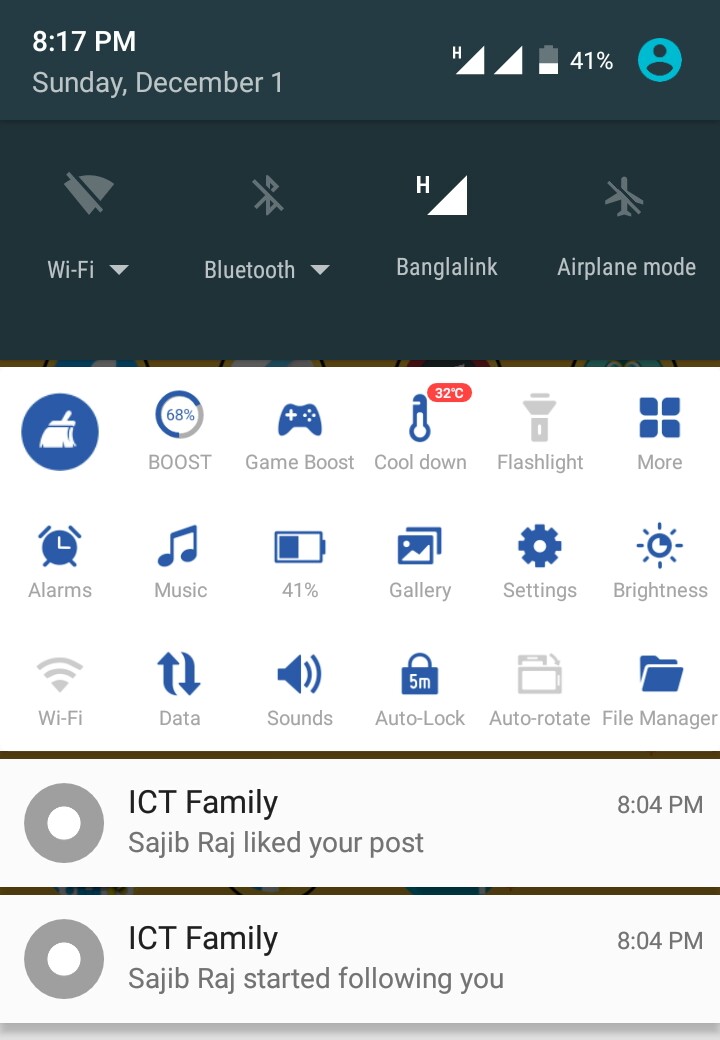 8:17 PM
H 41%
Sunday, December 1
H
Wi-Fi Bluetooth Banglalink Airplane mode
68% 32°C
BOOST Game Boost Cool down Flashlight More
Alarms Music 41% Gallery Settings Brightness
5m
Wi-Fi Data Sounds Auto-Lock Auto-rotate File Manager
ICT Family 8:04 PM
Sajib Raj liked your post
ICT Family 8:04 PM
Sajib Raj started following you